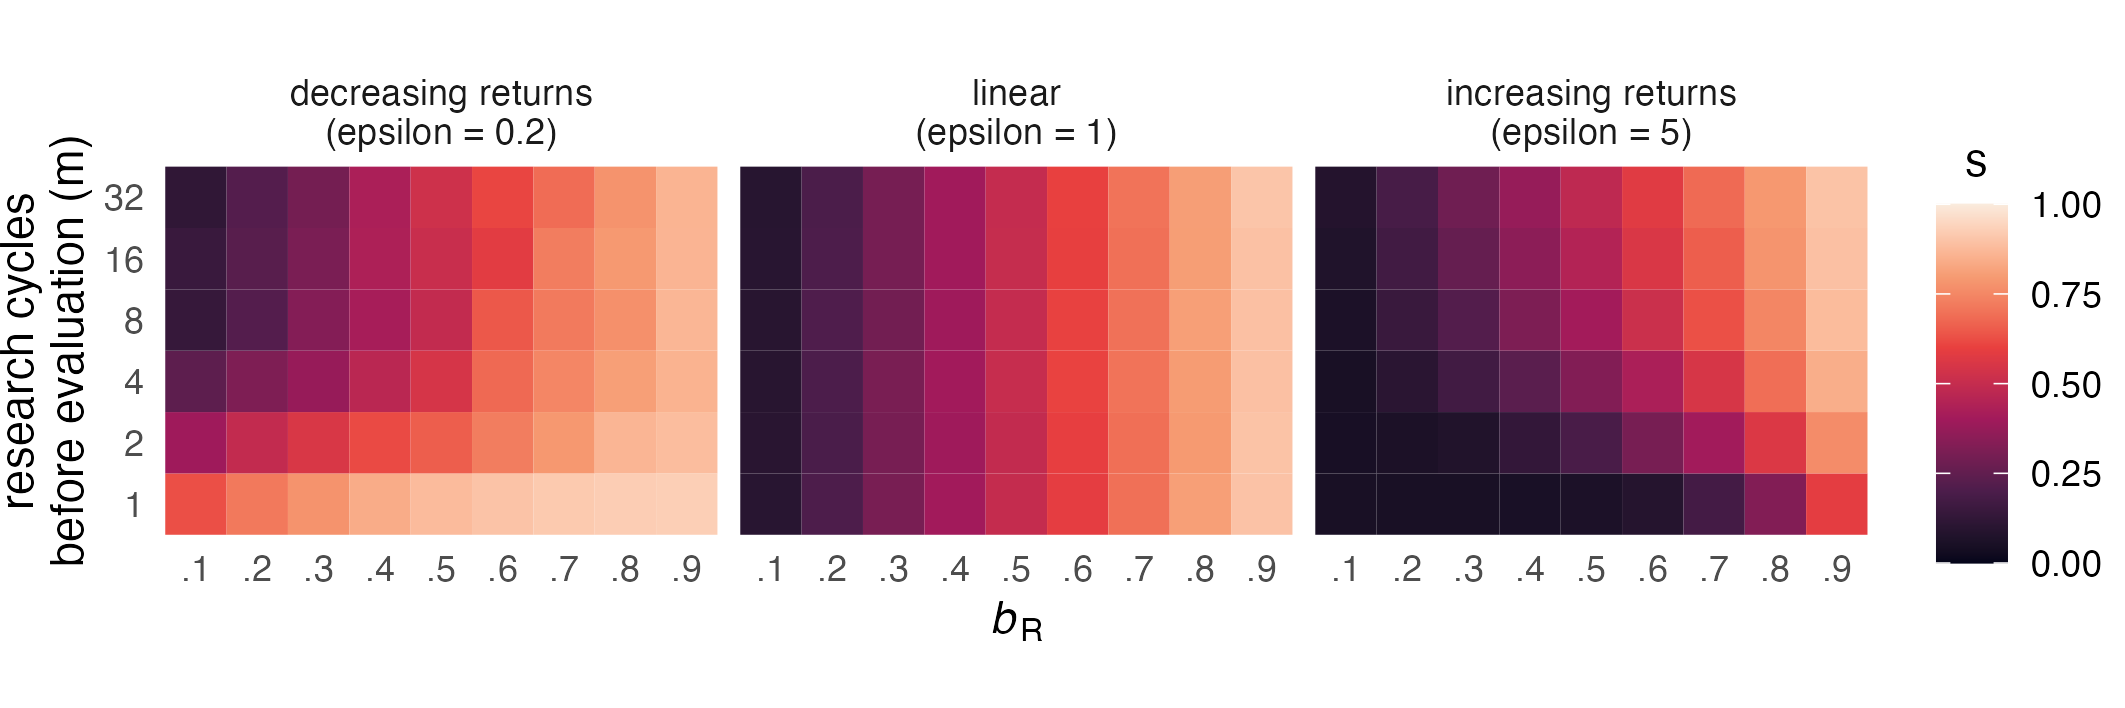 decreasing returns
(epsilon = 0.2)
linear
(epsilon = 1)
increasing returns
(epsilon = 5)
research cycles
before evaluation (m)
32
16
8
4
2
1
.1 .2 .3 .4 .5 .6 .7 .8 .9
.1 .2 .3 .4 .5 .6 .7 .8 .9
.1 .2 .3 .4 .5 .6 .7 .8 .9
bR
s
1.00
0.75
0.50
0.25
0.00